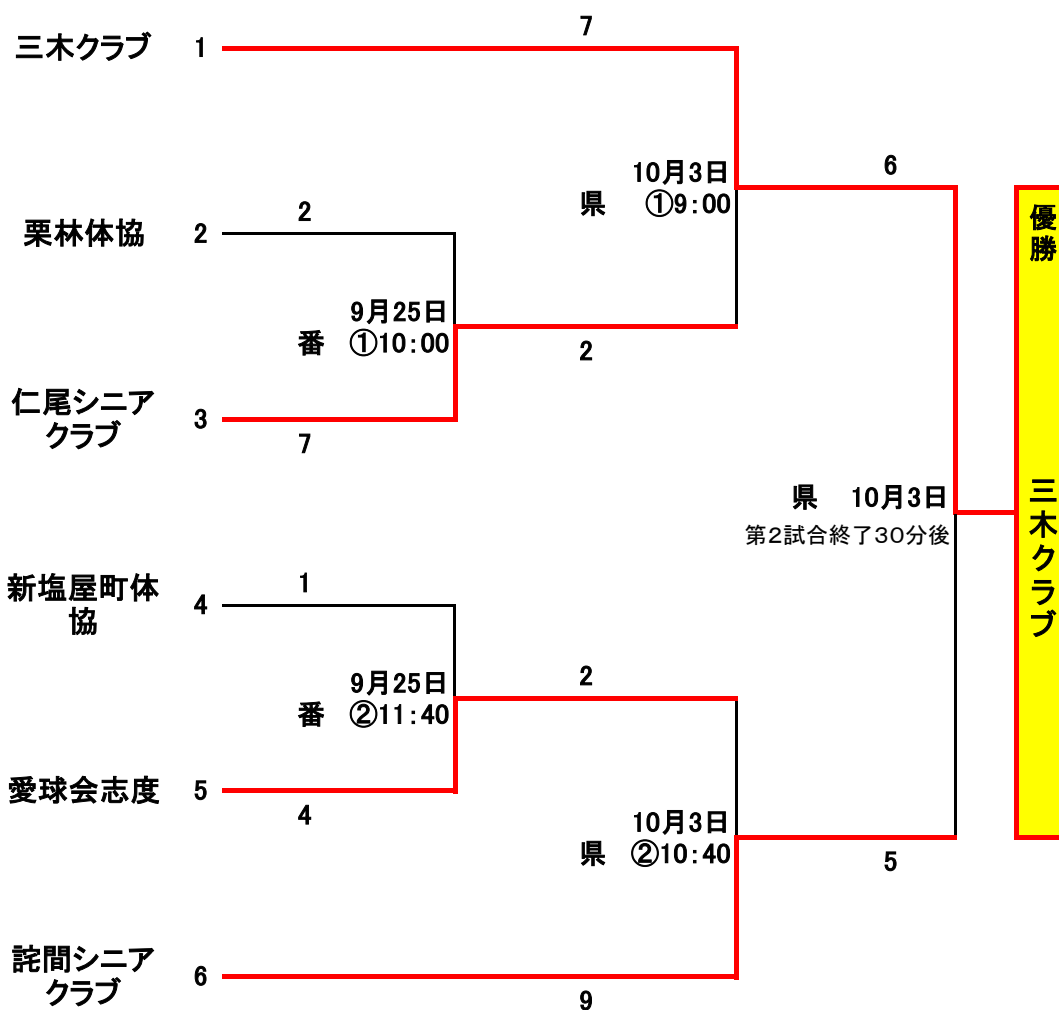 7
三木クラブ 1
10月3日
県 ①9:00
6
優勝
栗林体協 2
2
9月25日
番 ①10:00
2
仁尾シニア
クラブ
3
7
県 10月3日
第2試合終了30分後
三木クラブ
新塩屋町体
協
4
1
9月25日
番 ②11:40
2
愛球会志度 5
4
10月3日
県 ②10:40
5
詫間シニア
クラブ
6
9